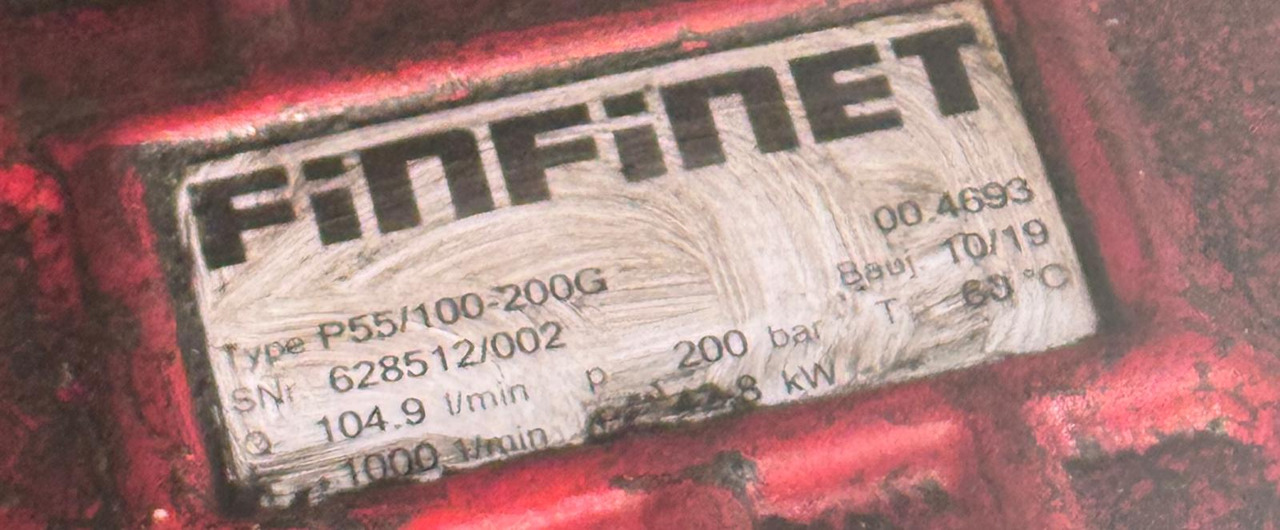 FiNFiNET
00.4693
Type P55/100-200G Bauj. 10/19
SNr 628512/002 T °C
Q 104.9 l/min p 200 bar
1000 1/min kW